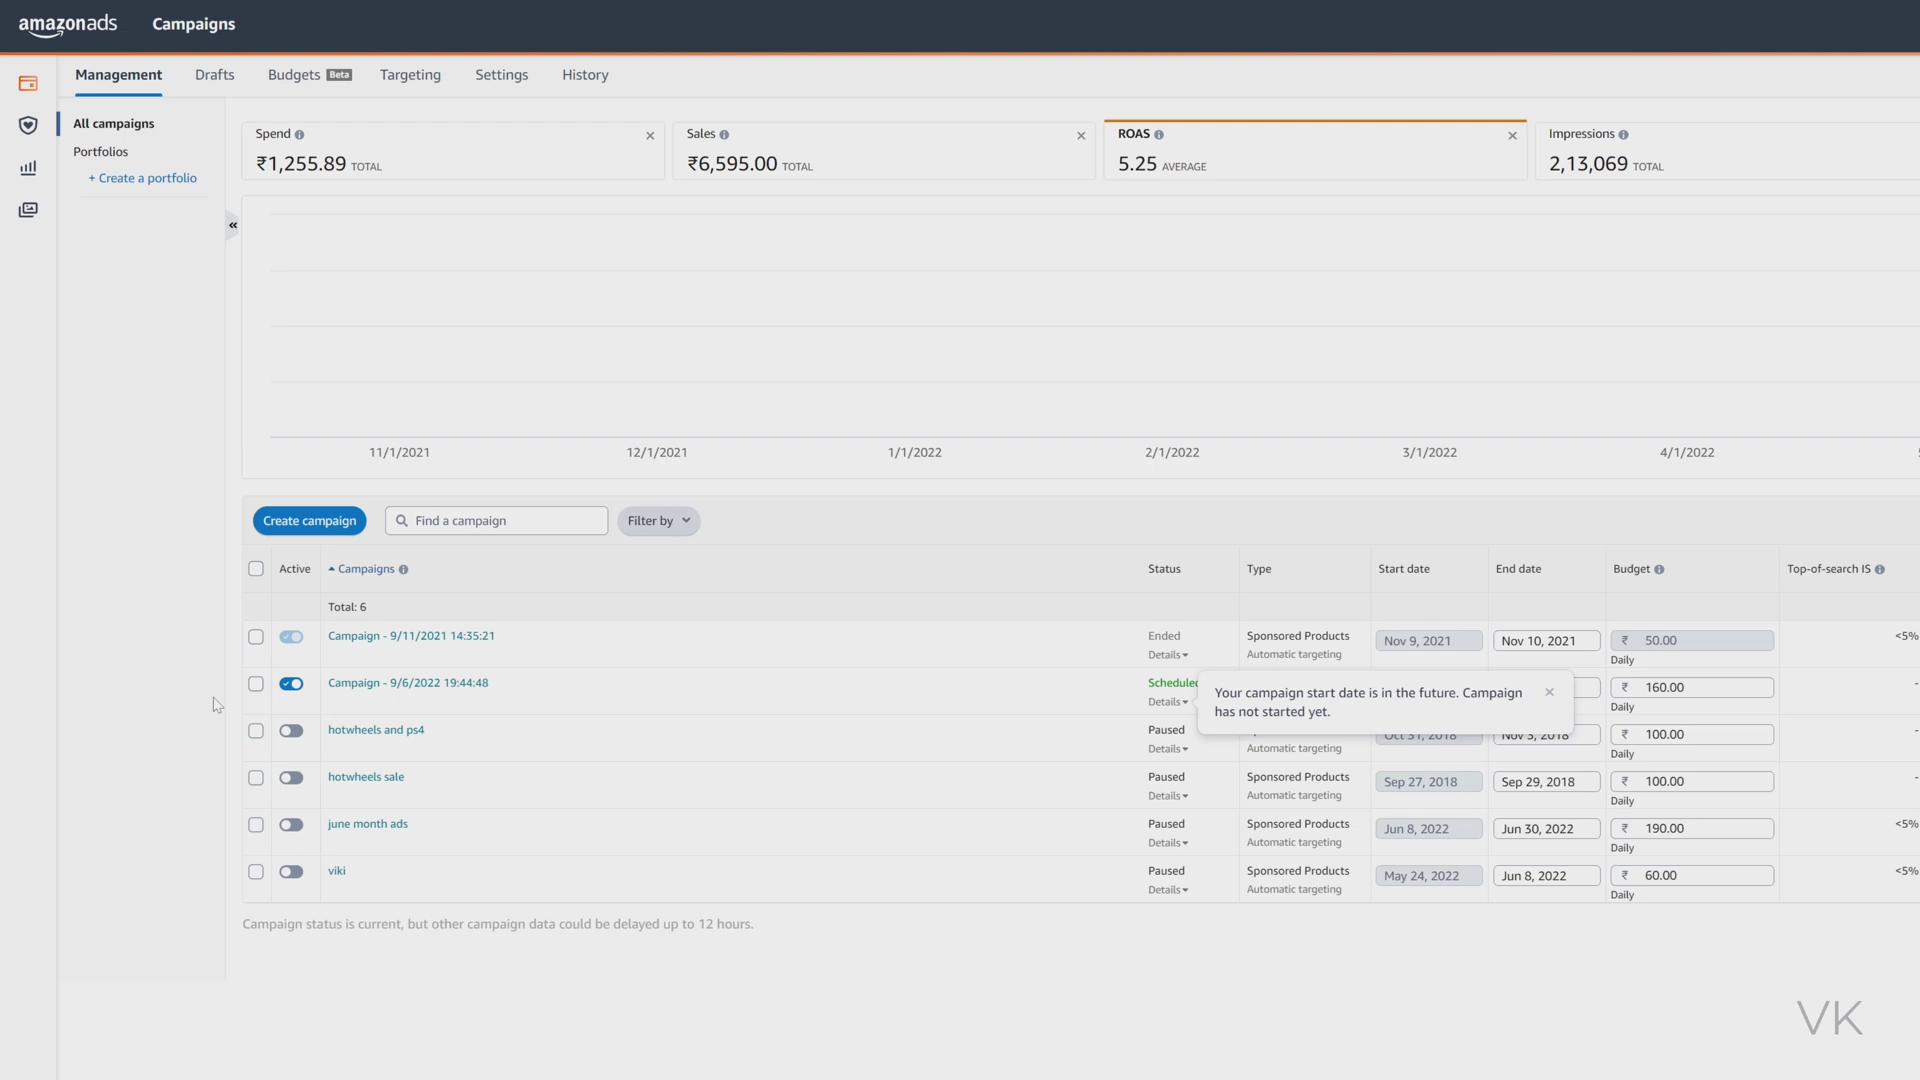 amazonads Campaigns
Management Drafts Budgets Beta Targeting Settings History
All campaigns
Portfolios
+ Create a portfolio
Spend
₹1,255.89 TOTAL
Sales
₹6,595.00 TOTAL
ROAS
5.25 AVERAGE
Impressions
2,13,069 TOTAL
11/1/2021 12/1/2021 1/1/2022 2/1/2022 3/1/2022 4/1/2022
Create campaign Find a campaign Filter by
Active Campaigns Status Type Start date End date Budget Top-of-search IS
Total: 6
Campaign - 9/11/2021 14:35:21 Ended Sponsored Products Nov 9, 2021 Nov 10, 2021 ₹ 50.00 <5%
Details Automatic targeting Daily
Campaign - 9/6/2022 19:44:48 Scheduled ₹ 160.00 -
Details Daily
Your campaign start date is in the future. Campaign
has not started yet.
hotwheels and ps4 Paused Oct 31, 2018 Nov 3, 2018 ₹ 100.00 -
Details Automatic targeting Daily
hotwheels sale Paused Sponsored Products Sep 27, 2018 Sep 29, 2018 ₹ 100.00 -
Details Automatic targeting Daily
june month ads Paused Sponsored Products Jun 8, 2022 Jun 30, 2022 ₹ 190.00 <5%
Details Automatic targeting Daily
viki Paused Sponsored Products May 24, 2022 Jun 8, 2022 ₹ 60.00 <5%
Details Automatic targeting Daily
Campaign status is current, but other campaign data could be delayed up to 12 hours.
VK